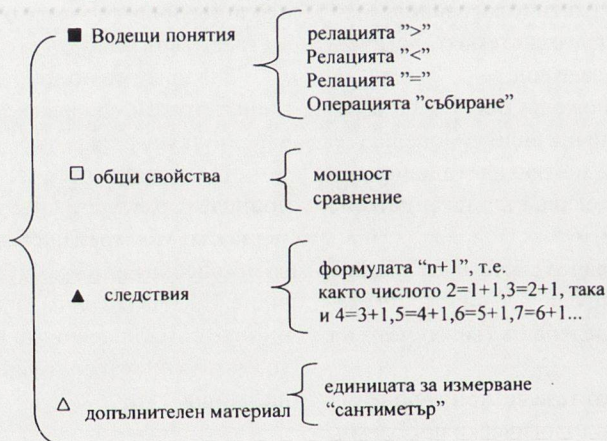 ■ Водещи понятия
релацията ">"
Релацията "<"
Релацията "="
Операцията "събиране"
□ общи свойства
мощност
сравнение
▲ следствия
формулата “n+1”, т.е.
както числото 2=1+1,3=2+1, така
и 4=3+1,5=4+1,6=5+1,7=6+1...
△ допълнителен материал
единицата за измерване
“сантиметър”